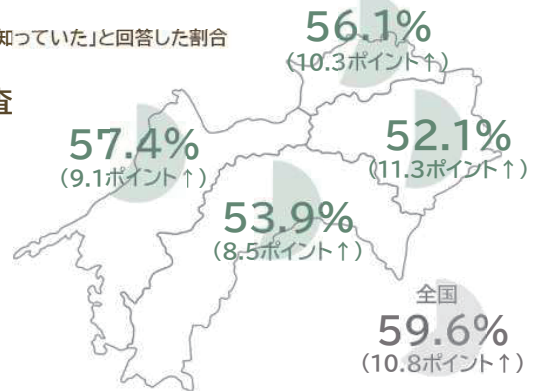 知っていた」と回答した割合
査
56.1%
(10.3ポイント↑)
57.4%
(9.1ポイント↑)
52.1%
(11.3ポイント↑)
53.9%
(8.5ポイント↑)
全国
59.6%
(10.8ポイント↑)